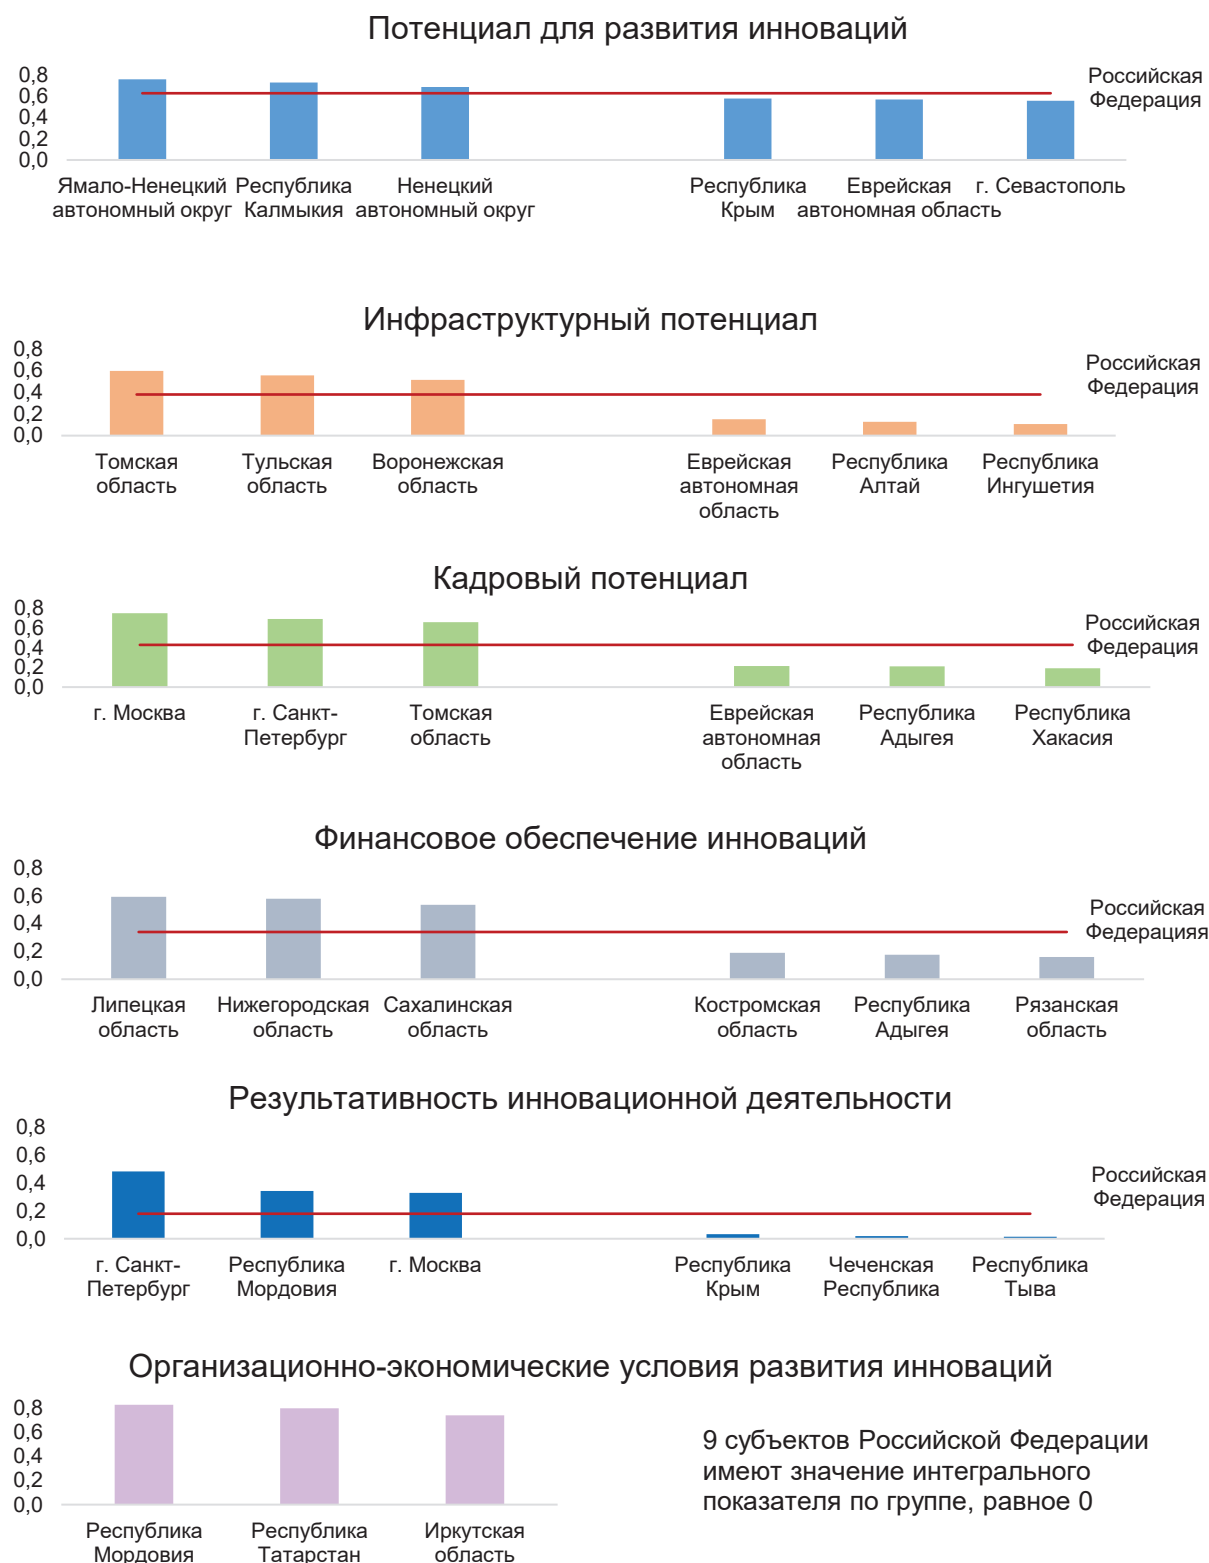 Потенциал для развития инноваций
0,8
0,6
0,4
0,2
0,0
Российская
Федерация
Ямало-Ненецкий
автономный округ
Республика
Калмыкия
Ненецкий
автономный округ
Республика
Крым
Еврейская
автономная область
г. Севастополь
Инфраструктурный потенциал
0,8
0,6
0,4
0,2
0,0
Российская
Федерация
Томская
область
Тульская
область
Воронежская
область
Еврейская
автономная
область
Республика
Алтай
Республика
Ингушетия
Кадровый потенциал
0,8
0,6
0,4
0,2
0,0
Российская
Федерация
г. Москва
г. Санкт-
Петербург
Томская
область
Еврейская
автономная
область
Республика
Адыгея
Республика
Хакасия
Финансовое обеспечение инноваций
0,8
0,6
0,4
0,2
0,0
Российская
Федерацияя
Липецкая
область
Нижегородская
область
Сахалинская
область
Костромская
область
Республика
Адыгея
Рязанская
область
Результативность инновационной деятельности
0,8
0,6
0,4
0,2
0,0
Российская
Федерация
г. Санкт-
Петербург
Республика
Мордовия
г. Москва
Республика
Крым
Чеченская
Республика
Республика
Тыва
Организационно-экономические условия развития инноваций
0,8
0,6
0,4
0,2
0,0
Республика
Мордовия
Республика
Татарстан
Иркутская
область
9 субъектов Российской Федерации
имеют значение интегрального
показателя по группе, равное 0